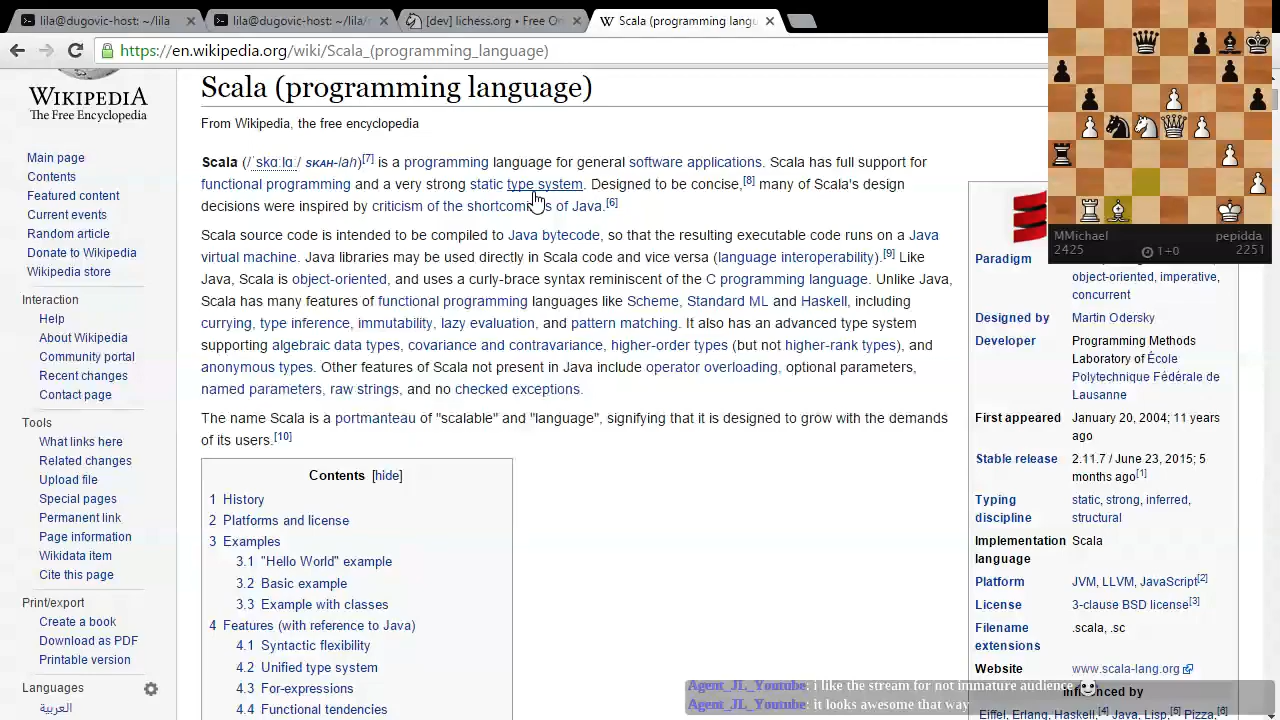 lila@dugovic-host: ~/lila
lila@dugovic-host: ~/lila/
[dev] lichess.org • Free On
Scala (programming langu
https://en.wikipedia.org/wiki/Scala_(programming_language)
WIKIPEDIA
The Free Encyclopedia
Main page
Contents
Featured content
Current events
Random article
Donate to Wikipedia
Wikipedia store
Interaction
Help
About Wikipedia
Community portal
Recent changes
Contact page
Tools
What links here
Related changes
Upload file
Special pages
Permanent link
Page information
Wikidata item
Cite this page
Print/export
Create a book
Download as PDF
Printable version
Languages
العربية
Scala (programming language)
From Wikipedia, the free encyclopedia
Scala (/ˈskɑːlɑː/ SKAH-lah)[7] is a programming language for general software applications. Scala has full support for
functional programming and a very strong static type system. Designed to be concise,[8] many of Scala's design
decisions were inspired by criticism of the shortcomings of Java.[6]
Scala source code is intended to be compiled to Java bytecode, so that the resulting executable code runs on a Java
virtual machine. Java libraries may be used directly in Scala code and vice versa (language interoperability).[9] Like
Java, Scala is object-oriented, and uses a curly-brace syntax reminiscent of the C programming language. Unlike Java,
Scala has many features of functional programming languages like Scheme, Standard ML and Haskell, including
currying, type inference, immutability, lazy evaluation, and pattern matching. It also has an advanced type system
supporting algebraic data types, covariance and contravariance, higher-order types (but not higher-rank types), and
anonymous types. Other features of Scala not present in Java include operator overloading, optional parameters,
named parameters, raw strings, and no checked exceptions.
The name Scala is a portmanteau of "scalable" and "language", signifying that it is designed to grow with the demands
of its users.[10]
Contents [hide]
1 History
2 Platforms and license
3 Examples
3.1 "Hello World" example
3.2 Basic example
3.3 Example with classes
4 Features (with reference to Java)
4.1 Syntactic flexibility
4.2 Unified type system
4.3 For-expressions
4.4 Functional tendencies
MMichael pepidda
2425 1+0 2251
Paradigm
object-oriented, imperative,
concurrent
Designed by Martin Odersky
Developer Programming Methods
Laboratory of École
Polytechnique Fédérale de
Lausanne
First appeared January 20, 2004; 11 years
ago
Stable release 2.11.7 / June 23, 2015; 5
months ago[1]
Typing static, strong, inferred,
discipline structural
Implementation Scala
language
Platform JVM, LLVM, JavaScript[2]
License 3-clause BSD license[3]
Filename .scala, .sc
extensions
Website www.scala-lang.org
Influenced by
Eiffel, Erlang, Haskell,[4] Java, Lisp,[5] Pizza,[6]
Agent_JL_Youtube: i like the stream for not immature audience
Agent_JL_Youtube: it looks awesome that way